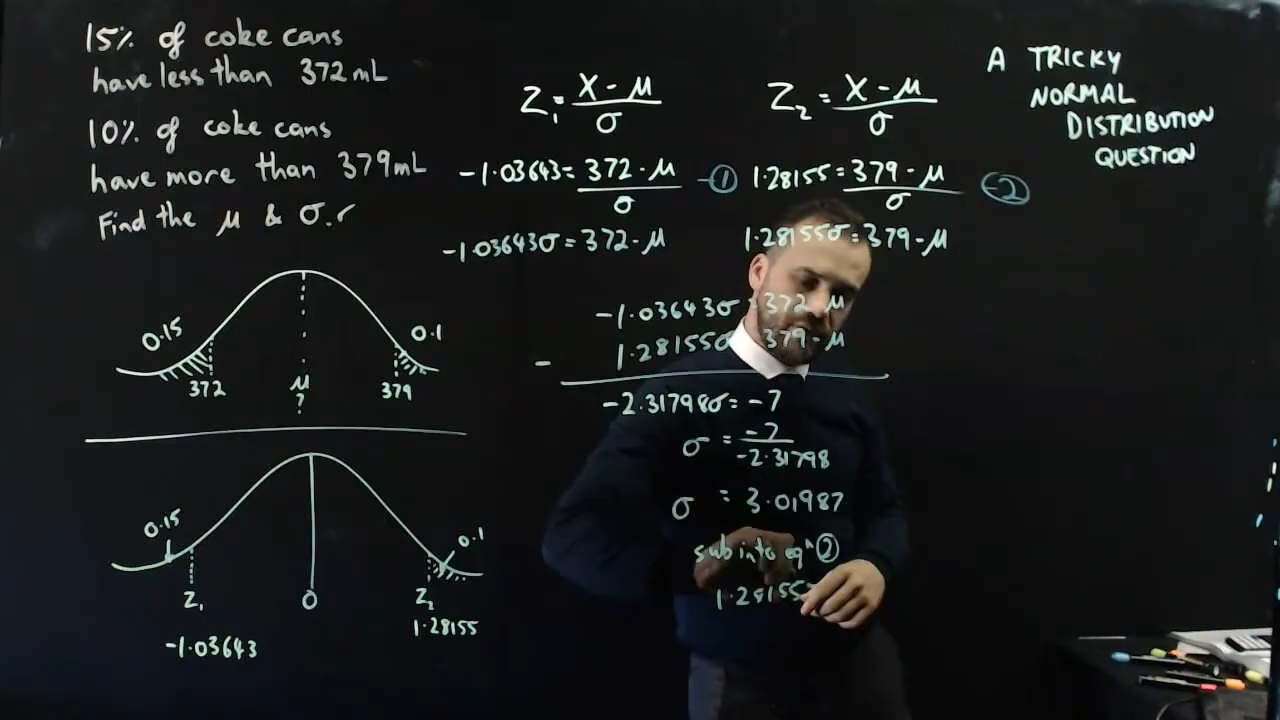 15% of coke cans
have less than 372mL
10% of coke cans
have more than 379mL
Find the μ & σ.
0.15
0.1
372
μ
379
?
0.15
0.1
Z₁
0
Z₂
-1.03643
1.28155
Z₁ = X - μ / σ
-1.03643 = 372 - μ / σ -①
-1.03643σ = 372 - μ
Z₂ = X - μ / σ
1.28155 = 379 - μ / σ -②
1.28155σ = 379 - μ
-1.03643σ = 372 - μ
- 1.28155σ = 379 - μ
-2.31798σ = -7
σ = -7 / -2.31798
σ = 3.01987
sub into eqⁿ ②
1.28155
A TRICKY
NORMAL
DISTRIBUTION
QUESTION